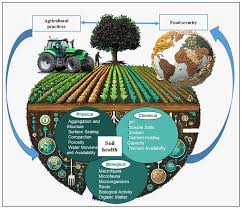 Agricultural
practices
Food security
Physical
Aggregation and
Structure
Surface Sealing
Compaction
Porosity
Water Movement
and Availability
Chemical
pH
Soluble Salts
Sodium
Nutrient Holding
Capacity
Nutrient Availability
Soil
health
Biological
Macrofauna
Microfauna
Microorganisms
Roots
Biological Activity
Organic Matter